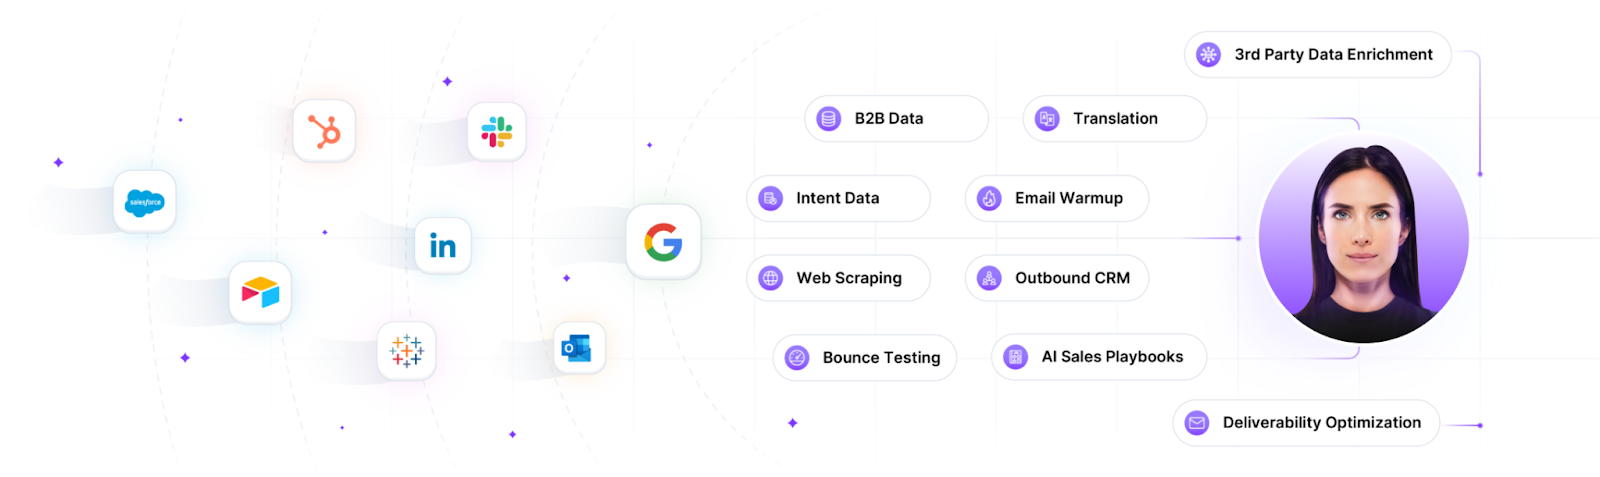 3rd Party Data Enrichment
B2B Data
Translation
salesforce
in
G
Intent Data
Email Warmup
Web Scraping
Outbound CRM
O
Bounce Testing
AI Sales Playbooks
Deliverability Optimization